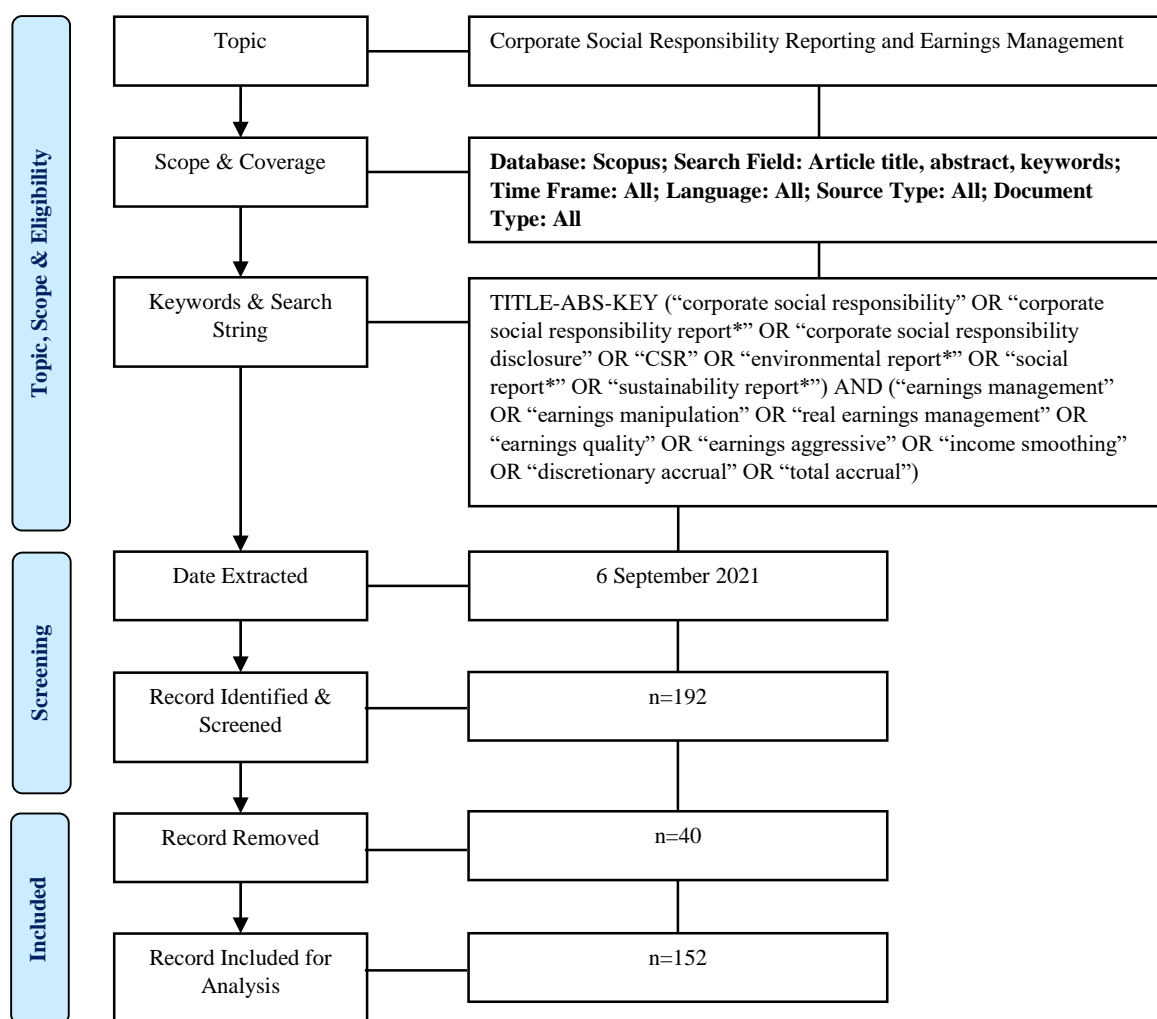 Topic, Scope & Eligibility
Topic
Corporate Social Responsibility Reporting and Earnings Management
Scope & Coverage
Database: Scopus; Search Field: Article title, abstract, keywords;
Time Frame: All; Language: All; Source Type: All; Document
Type: All
Keywords & Search
String
TITLE-ABS-KEY (“corporate social responsibility” OR “corporate
social responsibility report*” OR “corporate social responsibility
disclosure” OR “CSR” OR “environmental report*” OR “social
report*” OR “sustainability report*”) AND (“earnings management”
OR “earnings manipulation” OR “real earnings management” OR
“earnings quality” OR “earnings aggressive” OR “income smoothing”
OR “discretionary accrual” OR “total accrual”)
Screening
Date Extracted
6 September 2021
Record Identified &
Screened
n=192
Included
Record Removed
n=40
Record Included for
Analysis
n=152